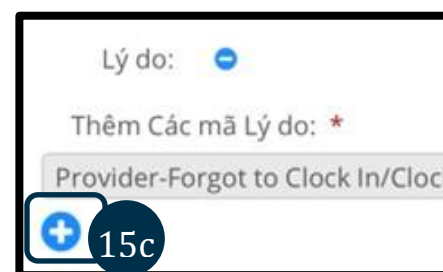 Lý do:
Thêm Các mã Lý do: *
Provider-Forgot to Clock In/Cloc
15c